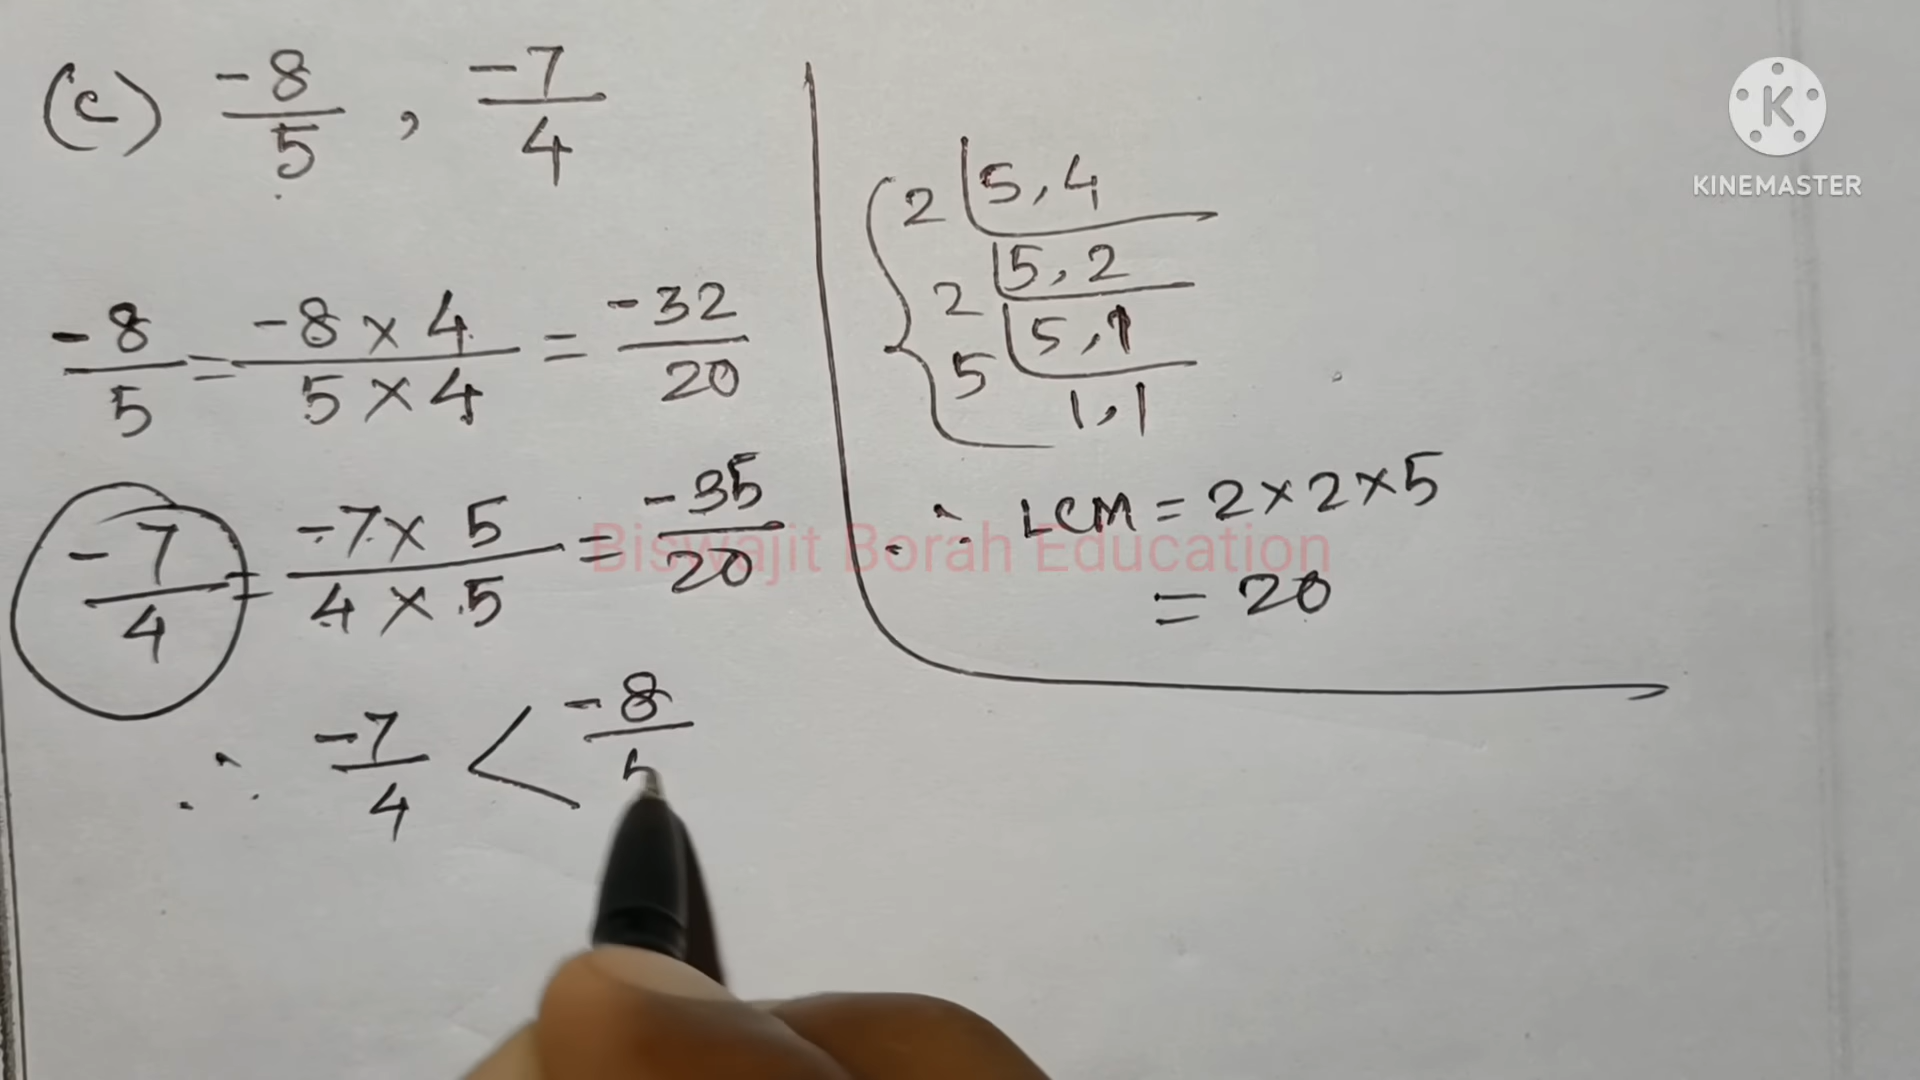 (c) -8/5 , -7/4
-8/5 = -8 × 4 / 5 × 4 = -32/20
-7/4 = -7 × 5 / 4 × 5 = -35/20
∴ -7/4 < -8/5
2 | 5, 4
2 | 5, 2
5 | 5, 1
1, 1
∴ LCM = 2 × 2 × 5
= 20
Biswajit Borah Education
K
KINEMASTER